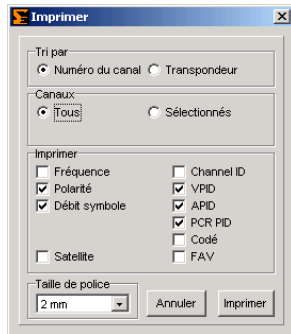 Imprimer
Tri par
Numéro du canal Transpondeur
Canaux
Tous Sélectionnés
Imprimer
Fréquence Channel ID
Polarité VPID
Débit symbole APID
PCR PID
Codé
Satellite FAV
Taille de police
2 mm Annuler Imprimer